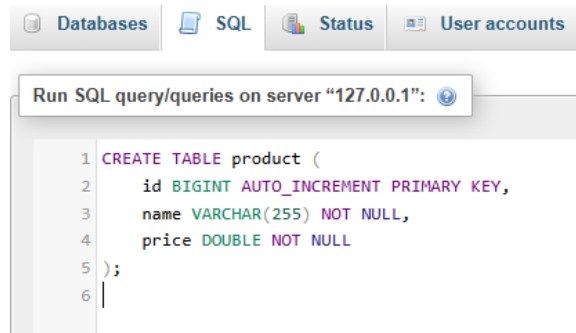 Databases SQL Status User accounts
Run SQL query/queries on server “127.0.0.1”:
1 CREATE TABLE product (
2 id BIGINT AUTO_INCREMENT PRIMARY KEY,
3 name VARCHAR(255) NOT NULL,
4 price DOUBLE NOT NULL
5 );
6